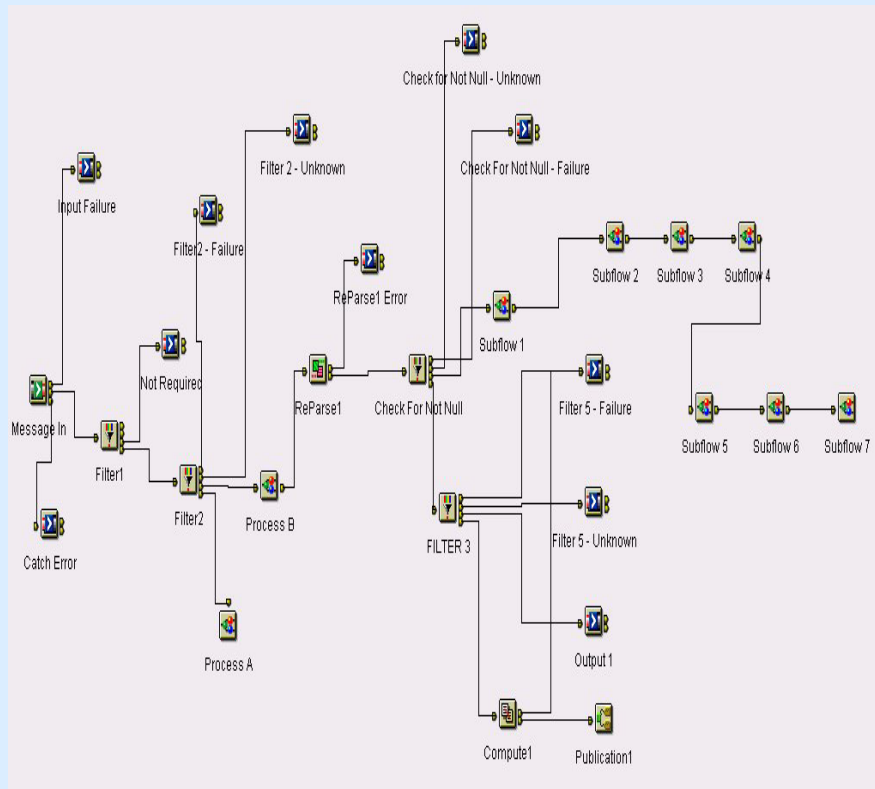 Check for Not Null - Unknown
Filter 2 - Unknown
Check For Not Null - Failure
Input Failure
Filter2 - Failure
Subflow 2
Subflow 3
Subflow 4
ReParse1 Error
Subflow 1
Not Required
ReParse1
Check For Not Null
Filter 5 - Failure
Message In
Subflow 5
Subflow 6
Subflow 7
Filter1
Filter2
Process B
FILTER 3
Filter 5 - Unknown
Catch Error
Process A
Output 1
Compute1
Publication1